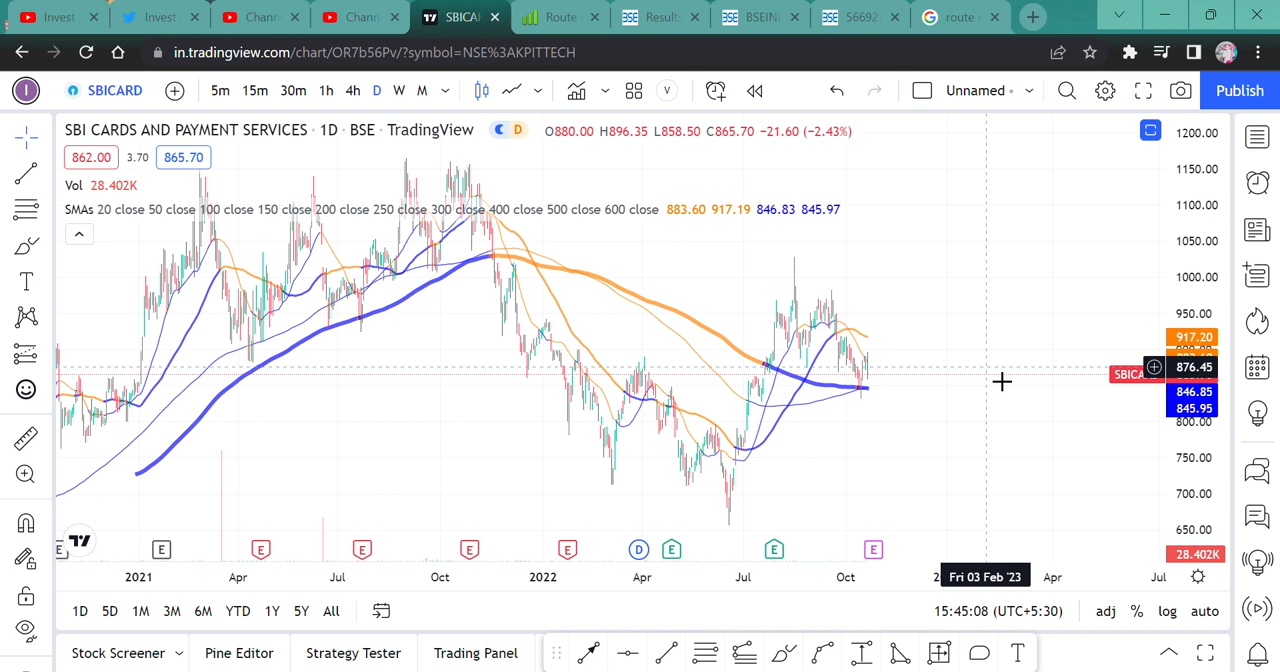 Invest
Invest
Chann
Chann
SBICAR
Route
BSE Results
BSE BSEIN
BSE 56692
route
in.tradingview.com/chart/OR7b56Pv/?symbol=NSE%3AKPITTECH
I SBICARD 5m 15m 30m 1h 4h D W M V Unnamed Publish
SBI CARDS AND PAYMENT SERVICES · 1D · BSE · TradingView D O880.00 H896.35 L858.50 C865.70 −21.60 (−2.43%)
862.00 3.70 865.70
Vol 28.402K
SMAs 20 close 50 close 100 close 150 close 200 close 250 close 300 close 400 close 500 close 600 close 883.60 917.19 846.83 845.97
1200.00
1150.00
1100.00
1050.00
1000.00
950.00
917.20
876.45
846.85
845.95
800.00
750.00
700.00
650.00
28.402K
E E E E E E D E E E
2021 Apr Jul Oct 2022 Apr Jul Oct Fri 03 Feb '23 Apr Jul
1D 5D 1M 3M 6M YTD 1Y 5Y All 15:45:08 (UTC+5:30) adj % log auto
Stock Screener Pine Editor Strategy Tester Trading Panel